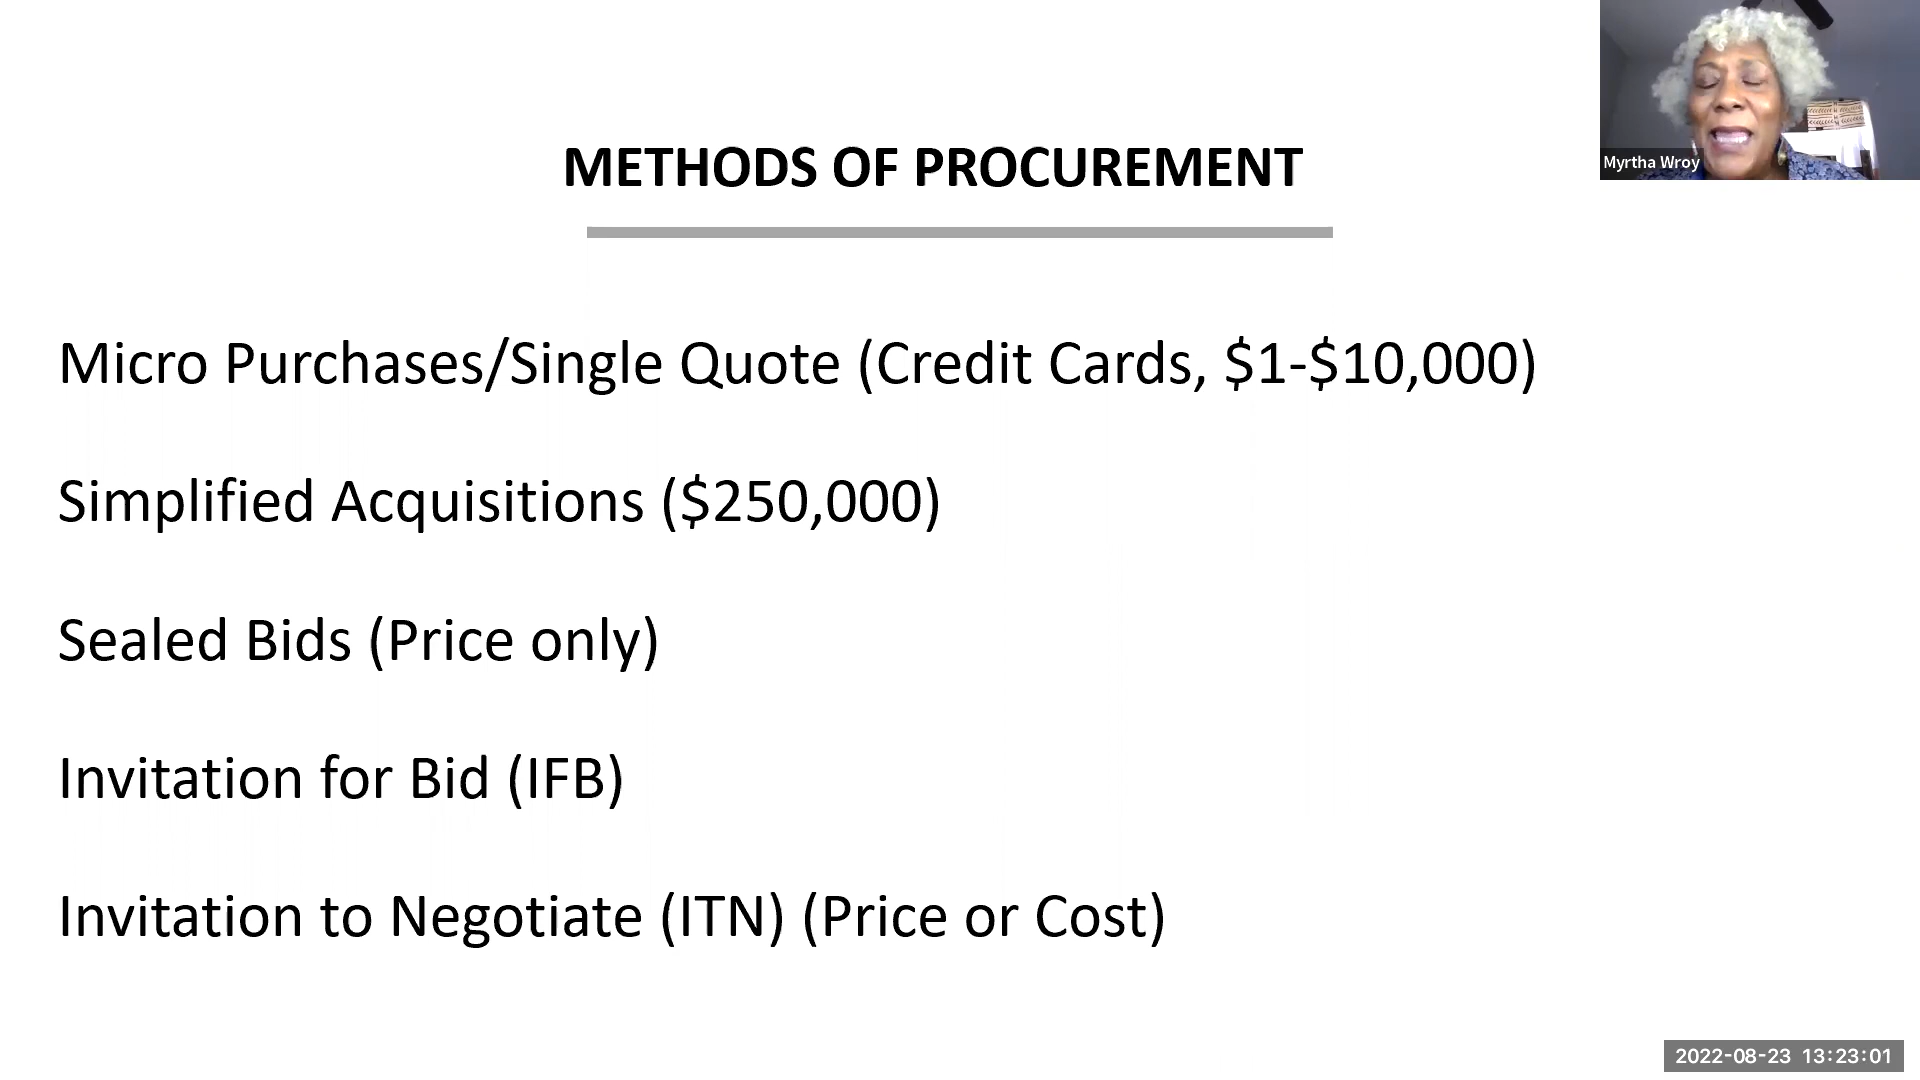 METHODS OF PROCUREMENT
Myrtha Wroy
Micro Purchases/Single Quote (Credit Cards, $1-$10,000)
Simplified Acquisitions ($250,000)
Sealed Bids (Price only)
Invitation for Bid (IFB)
Invitation to Negotiate (ITN) (Price or Cost)
2022-08-23 13:23:01